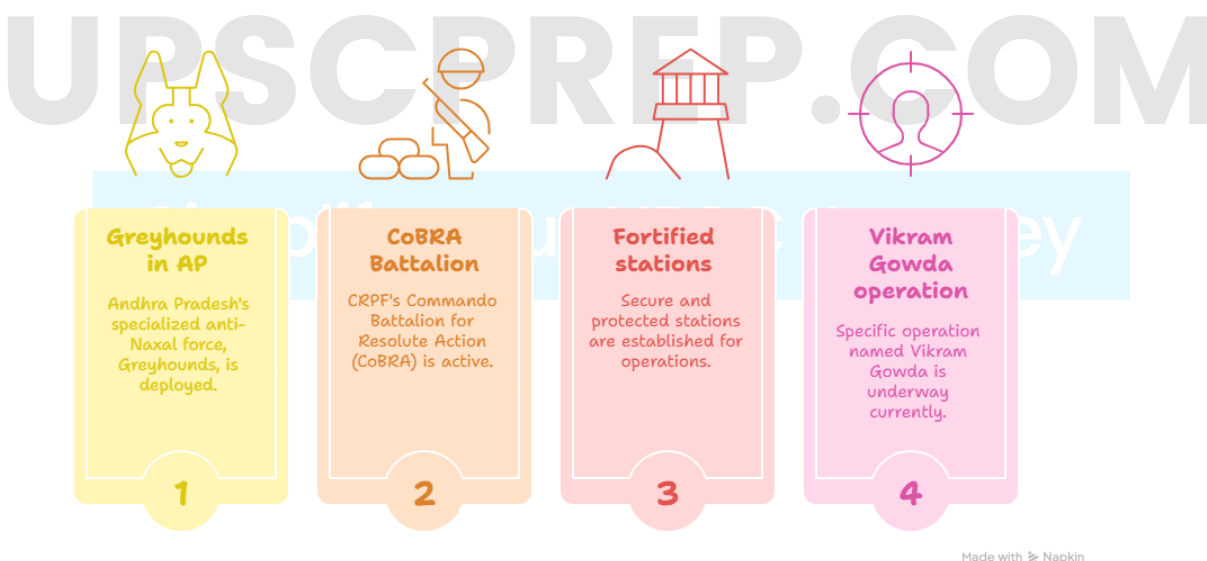 UPSCPREP.COM
Greyhounds
in AP
Andhra Pradesh's
specialized anti-
Naxal force,
Greyhounds, is
deployed.
1
CoBRA
Battalion
CRPF's Commando
Battalion for
Resolute Action
(CoBRA) is active.
2
Fortified
stations
Secure and
protected stations
are established for
operations.
3
Vikram
Gowda
operation
Specific operation
named Vikram
Gowda is
underway
currently.
4
Made with Napkin